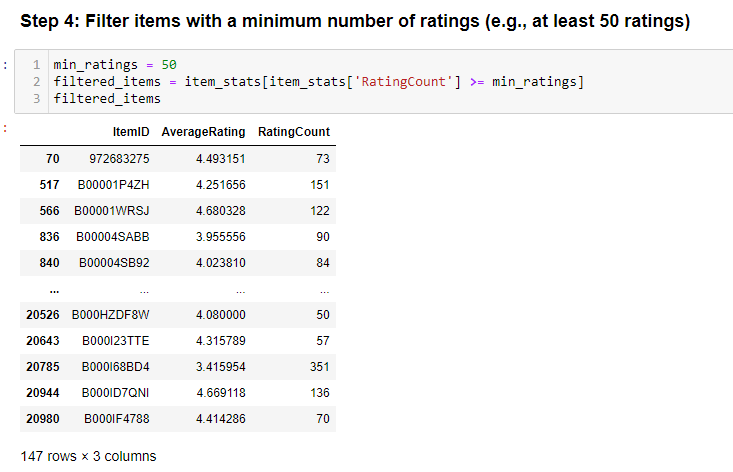 Step 4: Filter items with a minimum number of ratings (e.g., at least 50 ratings)
: 1 min_ratings = 50
2 filtered_items = item_stats[item_stats['RatingCount'] >= min_ratings]
3 filtered_items
:
ItemID AverageRating RatingCount
70 972683275 4.493151 73
517 B00001P4ZH 4.251656 151
566 B00001WRSJ 4.680328 122
836 B00004SABB 3.955556 90
840 B00004SB92 4.023810 84
... ... ... ...
20526 B000HZDF8W 4.080000 50
20643 B000I23TTE 4.315789 57
20785 B000I68BD4 3.415954 351
20944 B000ID7QNI 4.669118 136
20980 B000IF4788 4.414286 70
147 rows × 3 columns